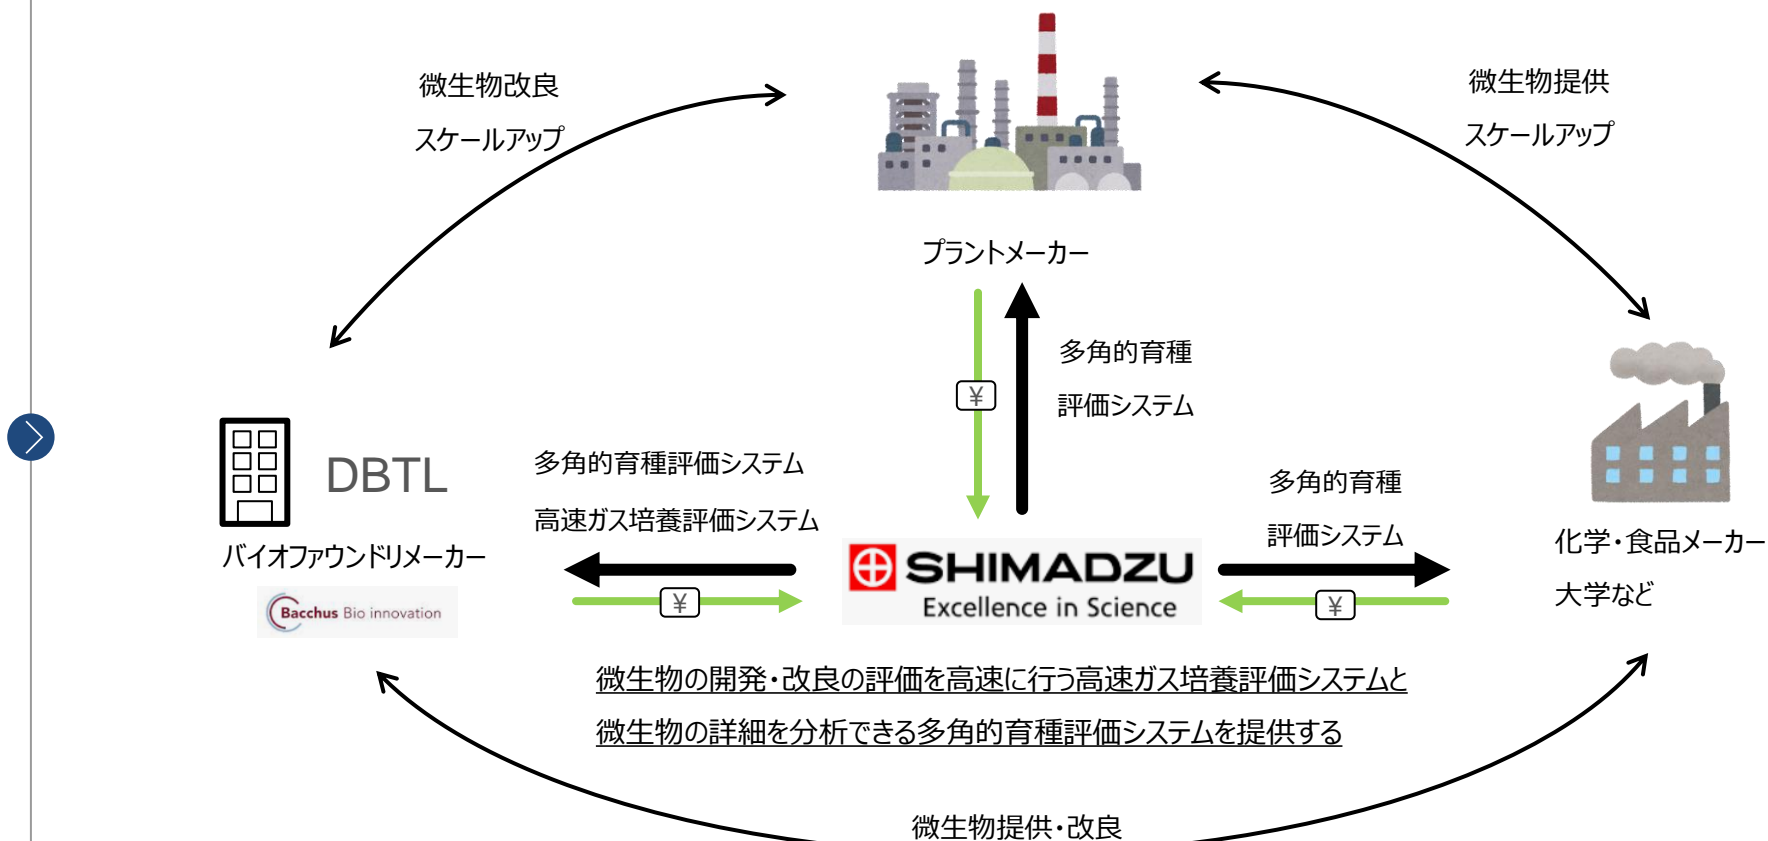 微生物改良
スケールアップ
微生物提供
スケールアップ
プラントメーカー
¥
多角的育種
評価システム
DBTL
バイオファウンドリメーカー
Bacchus Bio innovation
多角的育種評価システム
高速ガス培養評価システム
¥
SHIMADZU
Excellence in Science
多角的育種
評価システム
¥
化学・食品メーカー
大学など
微生物の開発・改良の評価を高速に行う高速ガス培養評価システムと
微生物の詳細を分析できる多角的育種評価システムを提供する
微生物提供・改良